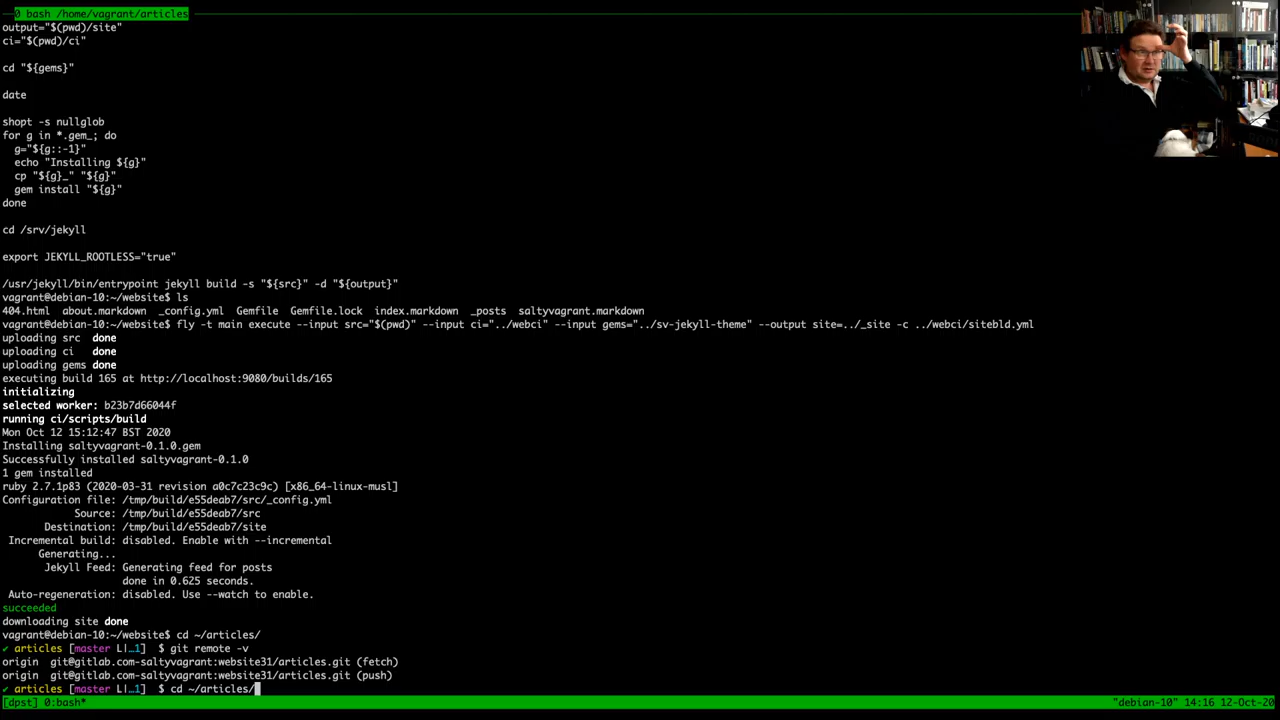 0 bash /home/vagrant/articles
output="$(pwd)/site"
ci="$(pwd)/ci"
cd "${gems}"
date
shopt -s nullglob
for g in *.gem_; do
  g="${g::-1}"
  echo "Installing ${g}"
  cp "${g}_" "${g}"
  gem install "${g}"
done
cd /srv/jekyll
export JEKYLL_ROOTLESS="true"
/usr/jekyll/bin/entrypoint jekyll build -s "${src}" -d "${output}"
vagrant@debian-10:~/website$ ls
404.html  about.markdown  _config.yml  Gemfile  Gemfile.lock  index.markdown  _posts  saltyvagrant.markdown
vagrant@debian-10:~/website$ fly -t main execute --input src="$(pwd)" --input ci="../webci" --input gems="../sv-jekyll-theme" --output site=../_site -c ../webci/sitebld.yml
uploading src  done
uploading ci   done
uploading gems done
executing build 165 at http://localhost:9080/builds/165
initializing
selected worker: b23b7d66044f
running ci/scripts/build
Mon Oct 12 15:12:47 BST 2020
Installing saltyvagrant-0.1.0.gem
Successfully installed saltyvagrant-0.1.0
1 gem installed
ruby 2.7.1p83 (2020-03-31 revision a0c7c23c9c) [x86_64-linux-musl]
Configuration file: /tmp/build/e55deab7/src/_config.yml
            Source: /tmp/build/e55deab7/src
       Destination: /tmp/build/e55deab7/site
 Incremental build: disabled. Enable with --incremental
      Generating...
       Jekyll Feed: Generating feed for posts
                    done in 0.625 seconds.
 Auto-regeneration: disabled. Use --watch to enable.
succeeded
downloading site done
vagrant@debian-10:~/website$ cd ~/articles/
✔ articles [master L|…1]  $ git remote -v
origin  git@gitlab.com-saltyvagrant:website31/articles.git (fetch)
origin  git@gitlab.com-saltyvagrant:website31/articles.git (push)
✔ articles [master L|…1]  $ cd ~/articles/
[dpst] 0:bash* "debian-10" 14:16 12-Oct-20